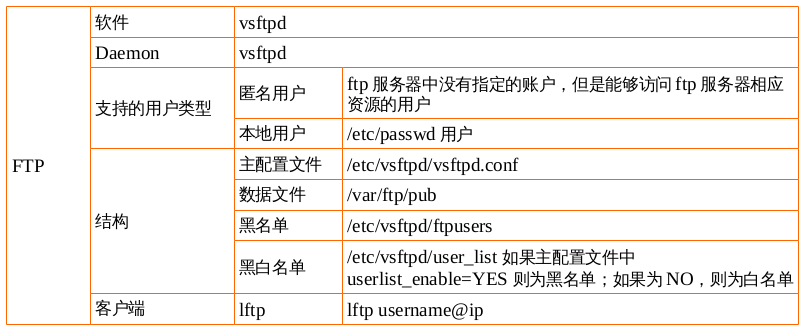 FTP
软件
vsftpd
Daemon
vsftpd
支持的用户类型
匿名用户
ftp 服务器中没有指定的账户，但是能够访问 ftp 服务器相应
资源的用户
本地用户
/etc/passwd 用户
结构
主配置文件
/etc/vsftpd/vsftpd.conf
数据文件
/var/ftp/pub
黑名单
/etc/vsftpd/ftpusers
黑白名单
/etc/vsftpd/user_list 如果主配置文件中
userlist_enable=YES 则为黑名单；如果为 NO，则为白名单
客户端
lftp
lftp username@ip